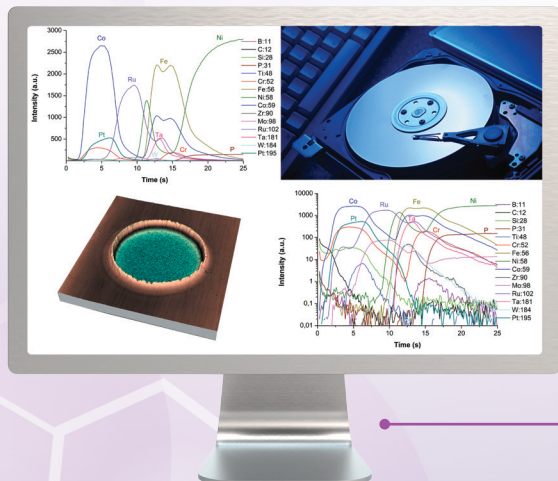 3000
2500
2000
1500
1000
500
Intensity (a.u.)
Co
Ru
Fe
Ni
Pt
Ta
Cr
P
B:11
C:12
Si:28
P:31
Ti:48
Cr:52
Fe:56
Ni:58
Co:59
Zr:90
Mo:98
Ru:102
Ta:181
W:184
Pt:195
0 5 10 15 20 25
Time (s)
10000
1000
100
10
1
0,1
0,01
Intensity (a.u.)
Co
Ru
Fe
Ni
Pt
Ta
Cr
P
B:11
C:12
Si:28
P:31
Ti:48
Cr:52
Fe:56
Ni:58
Co:59
Zr:90
Mo:98
Ru:102
Ta:181
W:184
Pt:195
0 5 10 15 20 25
Time (s)